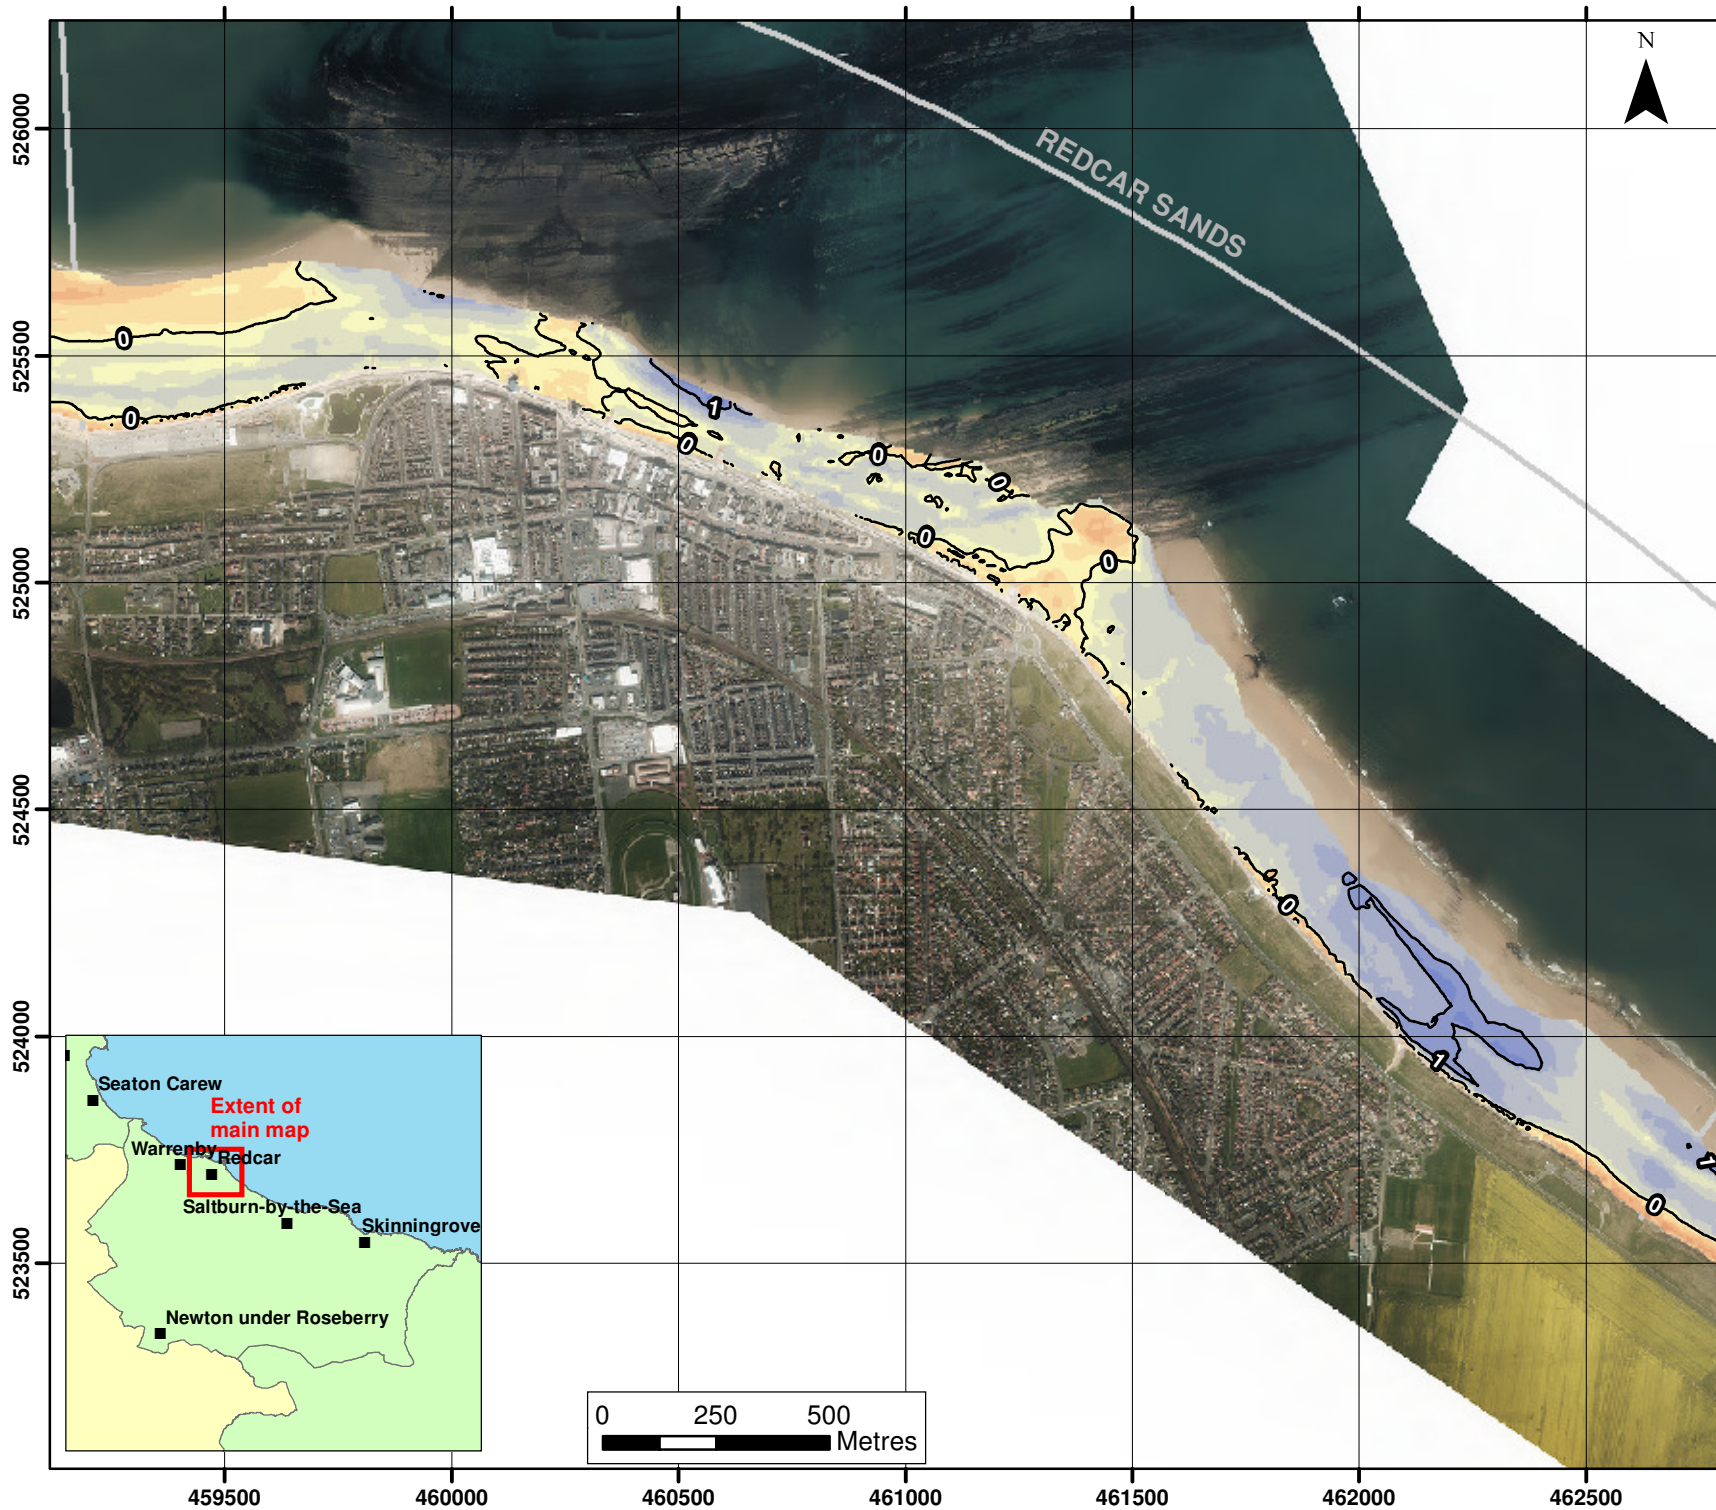 N
REDCAR SANDS
526000
525500
525000
524500
524000
523500
0
0
1
0
0
0
0
0
0
1
1
0
Seaton Carew
Extent of
main map
Warrenby
Redcar
Saltburn-by-the-Sea
Skinningrove
Newton under Roseberry
0 250 500
Metres
459500 460000 460500 461000 461500 462000 462500